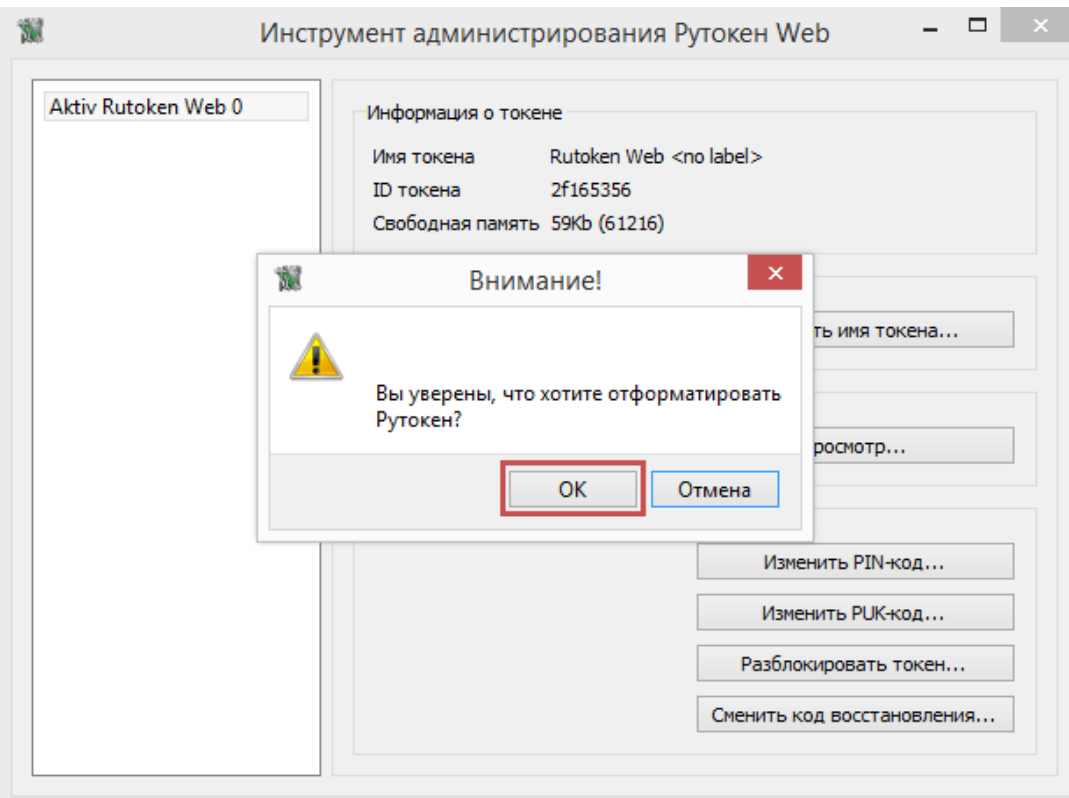 Инструмент администрирования Рутокен Web
Aktiv Rutoken Web 0
Информация о токене
Имя токена Rutoken Web <no label>
ID токена 2f165356
Свободная память 59Kb (61216)
Внимание!
ть имя токена...
Вы уверены, что хотите отформатировать
Рутокен?
росмотр...
OK Отмена
Изменить PIN-код...
Изменить PUK-код...
Разблокировать токен...
Сменить код восстановления...